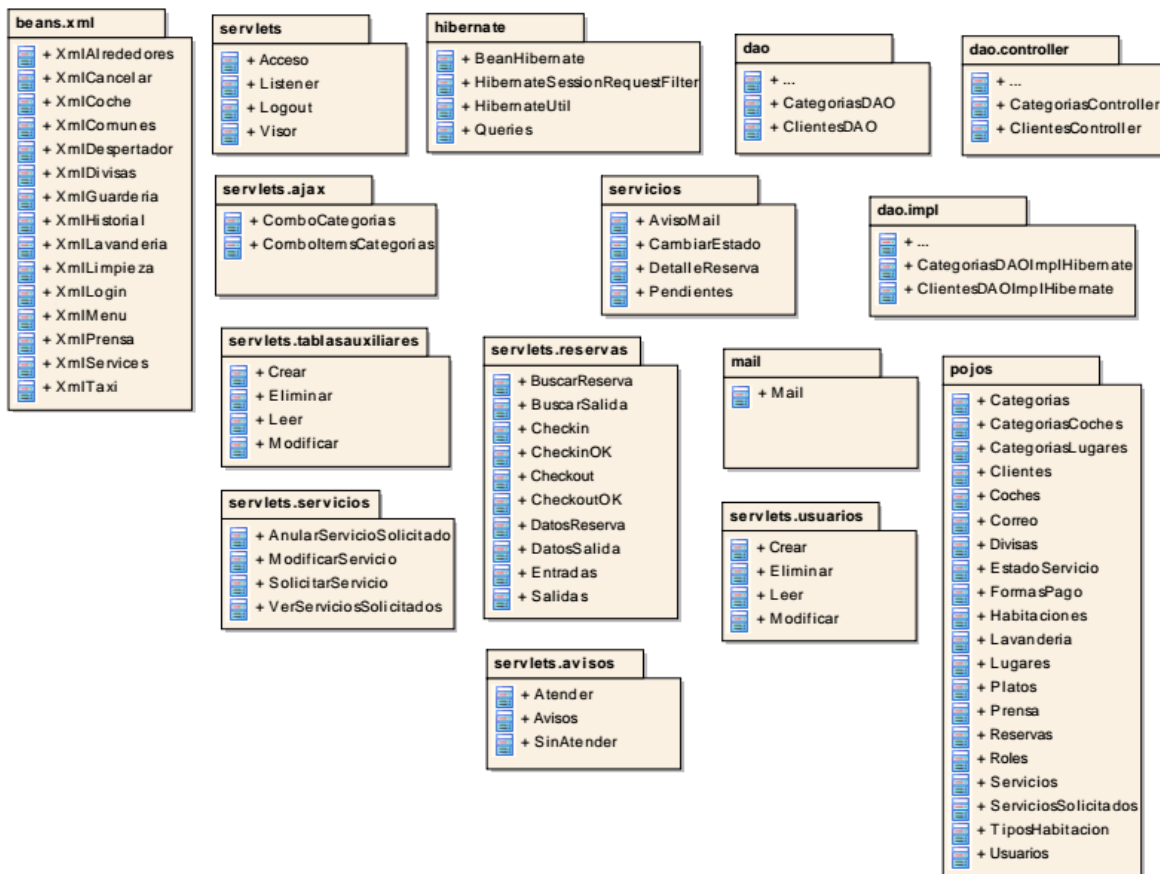 beans.xml
+ XmlAlrededores
+ XmlCancelar
+ XmlCoche
+ XmlComunes
+ XmlDespertador
+ XmlDivisas
+ XmlGuarderia
+ XmlHistorial
+ XmlLavanderia
+ XmlLimpieza
+ XmlLogin
+ XmlMenu
+ XmlPrensa
+ XmlServices
+ XmlTaxi
servlets
+ Acceso
+ Listener
+ Logout
+ Visor
hibernate
+ BeanHibernate
+ HibernateSessionRequestFilter
+ HibernateUtil
+ Queries
dao
+ ...
+ CategoriasDAO
+ ClientesDAO
dao.controller
+ ...
+ CategoriasController
+ ClientesController
servlets.ajax
+ ComboCategorias
+ ComboItemsCategorias
servicios
+ AvisoMail
+ CambiarEstado
+ DetalleReserva
+ Pendientes
dao.impl
+ ...
+ CategoriasDAOImplHibernate
+ ClientesDAOImplHibernate
servlets.tablasauxiliares
+ Crear
+ Eliminar
+ Leer
+ Modificar
servlets.reservas
+ BuscarReserva
+ BuscarSalida
+ Checkin
+ CheckinOK
+ Checkout
+ CheckoutOK
+ DatosReserva
+ DatosSalida
+ Entradas
+ Salidas
mail
+ Mail
pojos
+ Categorias
+ CategoriasCoches
+ CategoriasLugares
+ Clientes
+ Coches
+ Correo
+ Divisas
+ EstadoServicio
+ FormasPago
+ Habitaciones
+ Lavanderia
+ Lugares
+ Platos
+ Prensa
+ Reservas
+ Roles
+ Servicios
+ ServiciosSolicitados
+ TiposHabitacion
+ Usuarios
servlets.servicios
+ AnularServicioSolicitado
+ ModificarServicio
+ SolicitarServicio
+ VerServiciosSolicitados
servlets.usuarios
+ Crear
+ Eliminar
+ Leer
+ Modificar
servlets.avisos
+ Atender
+ Avisos
+ SinAtender